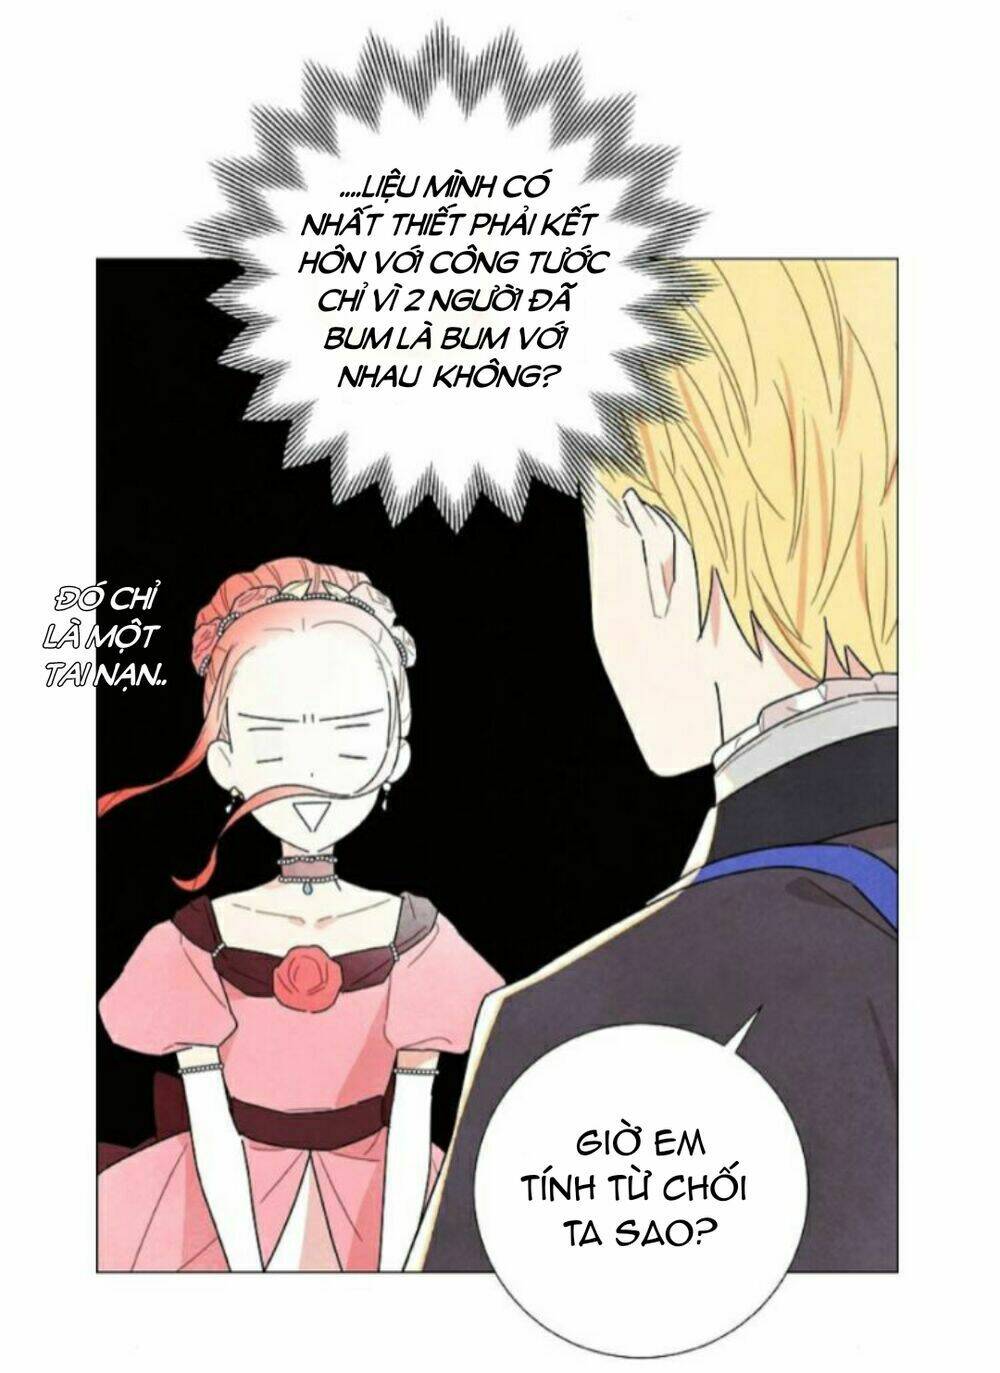 ....LIỆU MÌNH CÓ
NHẤT THIẾT PHẢI KẾT
HÔN VỚI CÔNG TƯỚC
CHỈ VÌ 2 NGƯỜI ĐÃ
BUM LÀ BUM VỚI
NHAU KHÔNG?
ĐÓ CHỈ
LÀ MỘT
TAI NẠN..
GIỜ EM
TÍNH TỪ CHỐI
TA SAO?